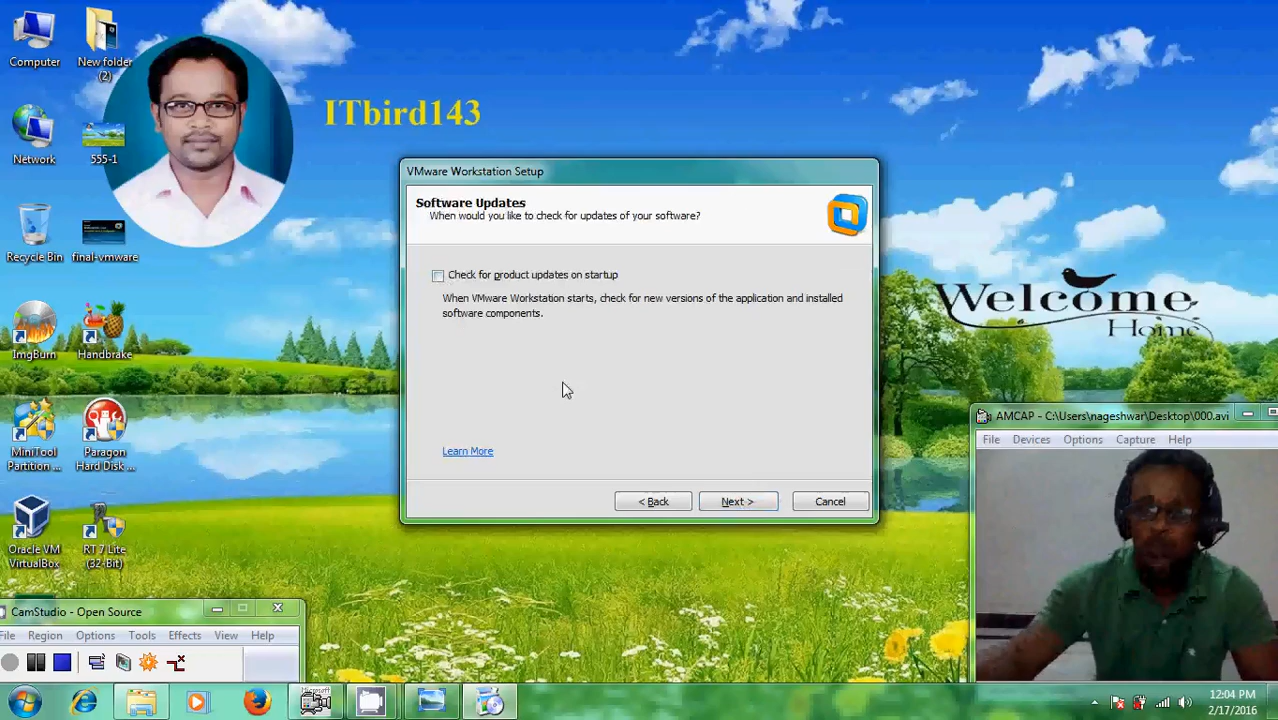 Computer
New folder (2)
ITbird143
Network
555-1
VMware Workstation Setup
Software Updates
When would you like to check for updates of your software?
Recycle Bin
final-vmware
Check for product updates on startup
When VMware Workstation starts, check for new versions of the application and installed
software components.
Welcome
Home
ImgBurn
Handbrake
Learn More
MiniTool
Partition ...
Paragon
Hard Disk ...
< Back
Next >
Cancel
AMCAP - C:\Users\nageshwar\Desktop\000.avi
File Devices Options Capture Help
Oracle VM
VirtualBox
RT 7 Lite
(32-Bit)
CamStudio - Open Source
File Region Options Tools Effects View Help
Microsoft
12:04 PM
2/17/2016